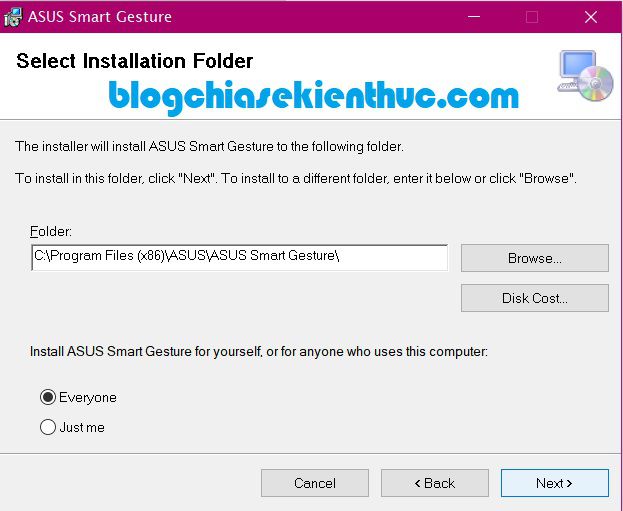 ASUS Smart Gesture
Select Installation Folder
blogchiasekienthuc.com
The installer will install ASUS Smart Gesture to the following folder.
To install in this folder, click "Next". To install to a different folder, enter it below or click "Browse".
Folder:
C:\Program Files (x86)\ASUS\ASUS Smart Gesture\
Browse...
Disk Cost...
Install ASUS Smart Gesture for yourself, or for anyone who uses this computer:
Everyone
Just me
Cancel
< Back
Next >